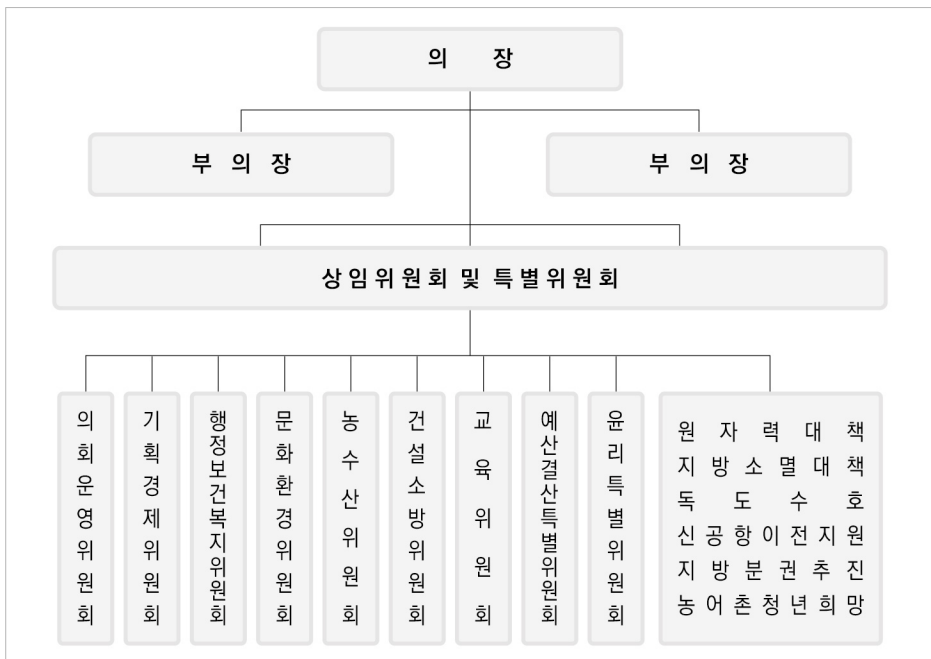 의 장
부 의 장
부 의 장
상임위원회 및 특별위원회
의회운영위원회
기획경제위원회
행정보건복지위원회
문화환경위원회
농수산위원회
건설소방위원회
교육위원회
예산결산특별위원회
윤리특별위원회
원 자 력 대 책
지 방 소 멸 대 책
독 도 수 호
신 공 항 이 전 지 원
지 방 분 권 추 진
농 어 촌 청 년 희 망